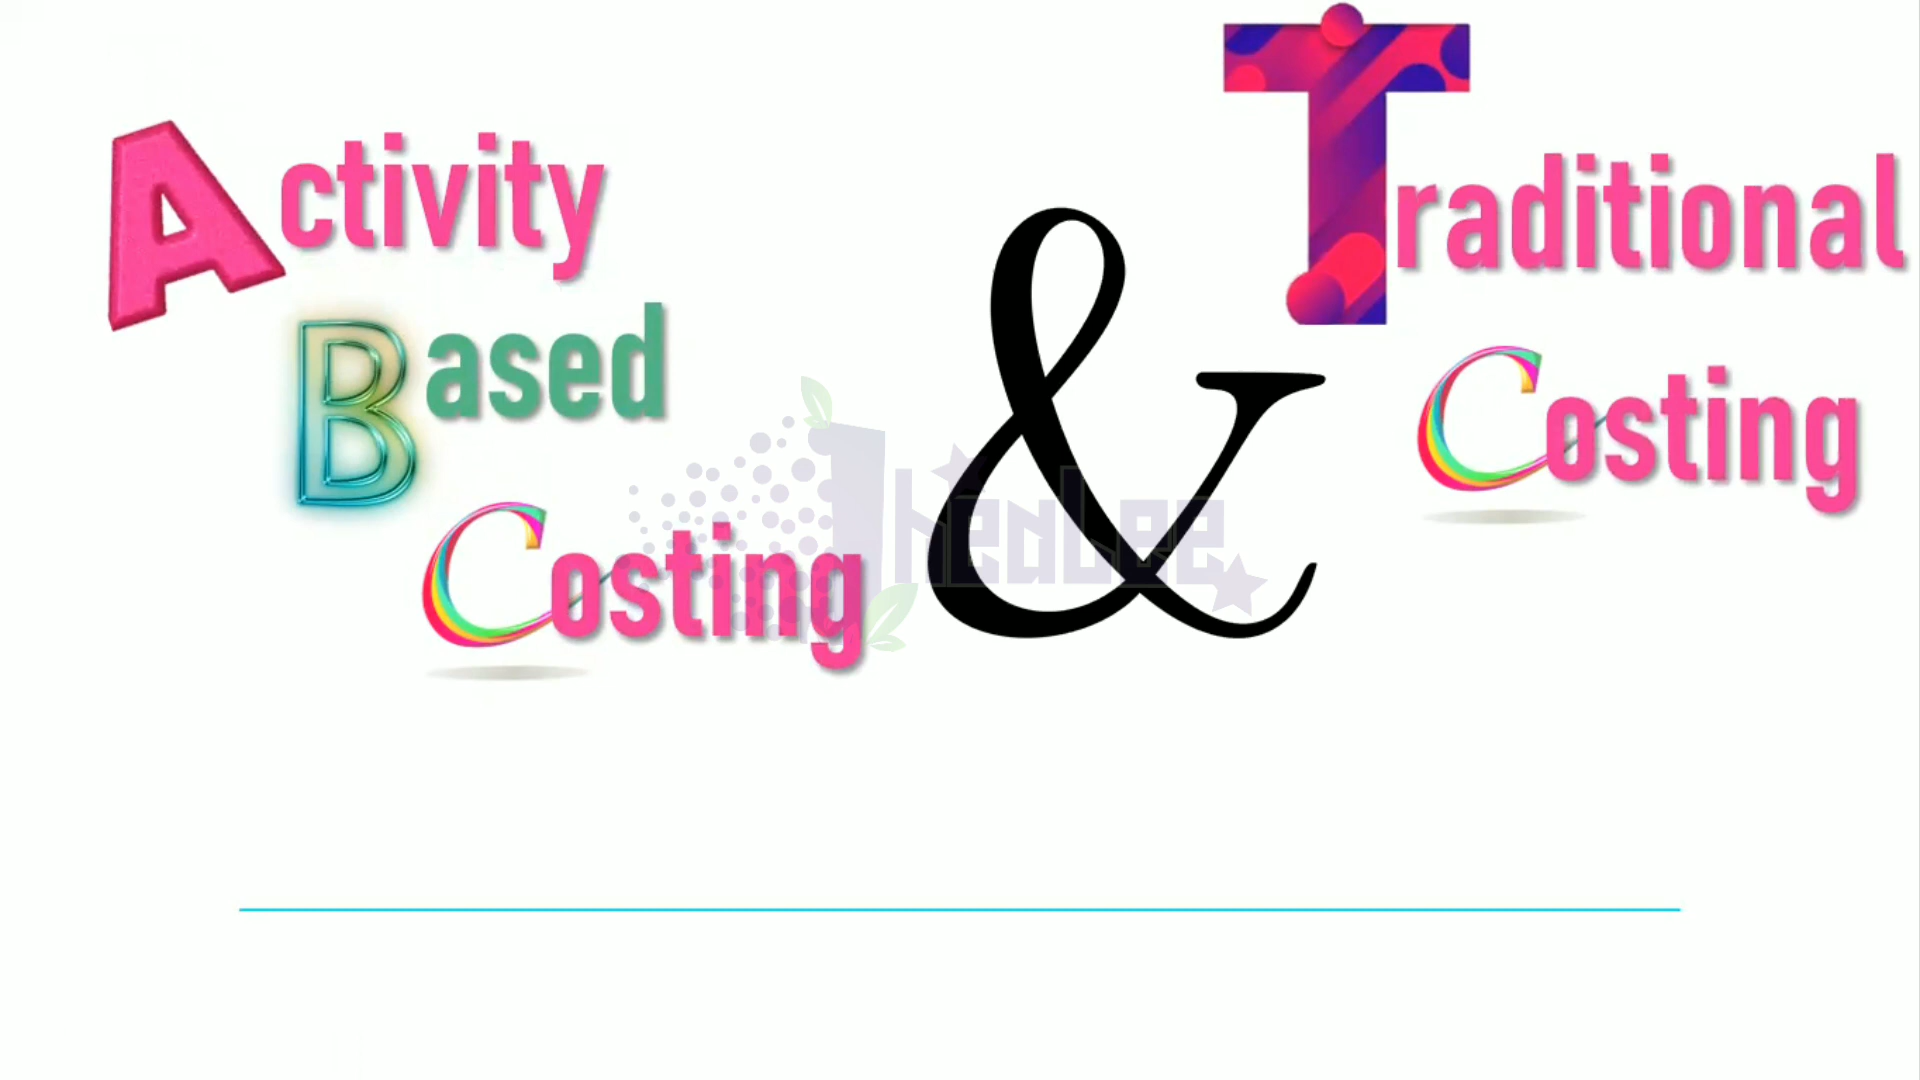 Activity
Based
Costing
&
Traditional
Costing